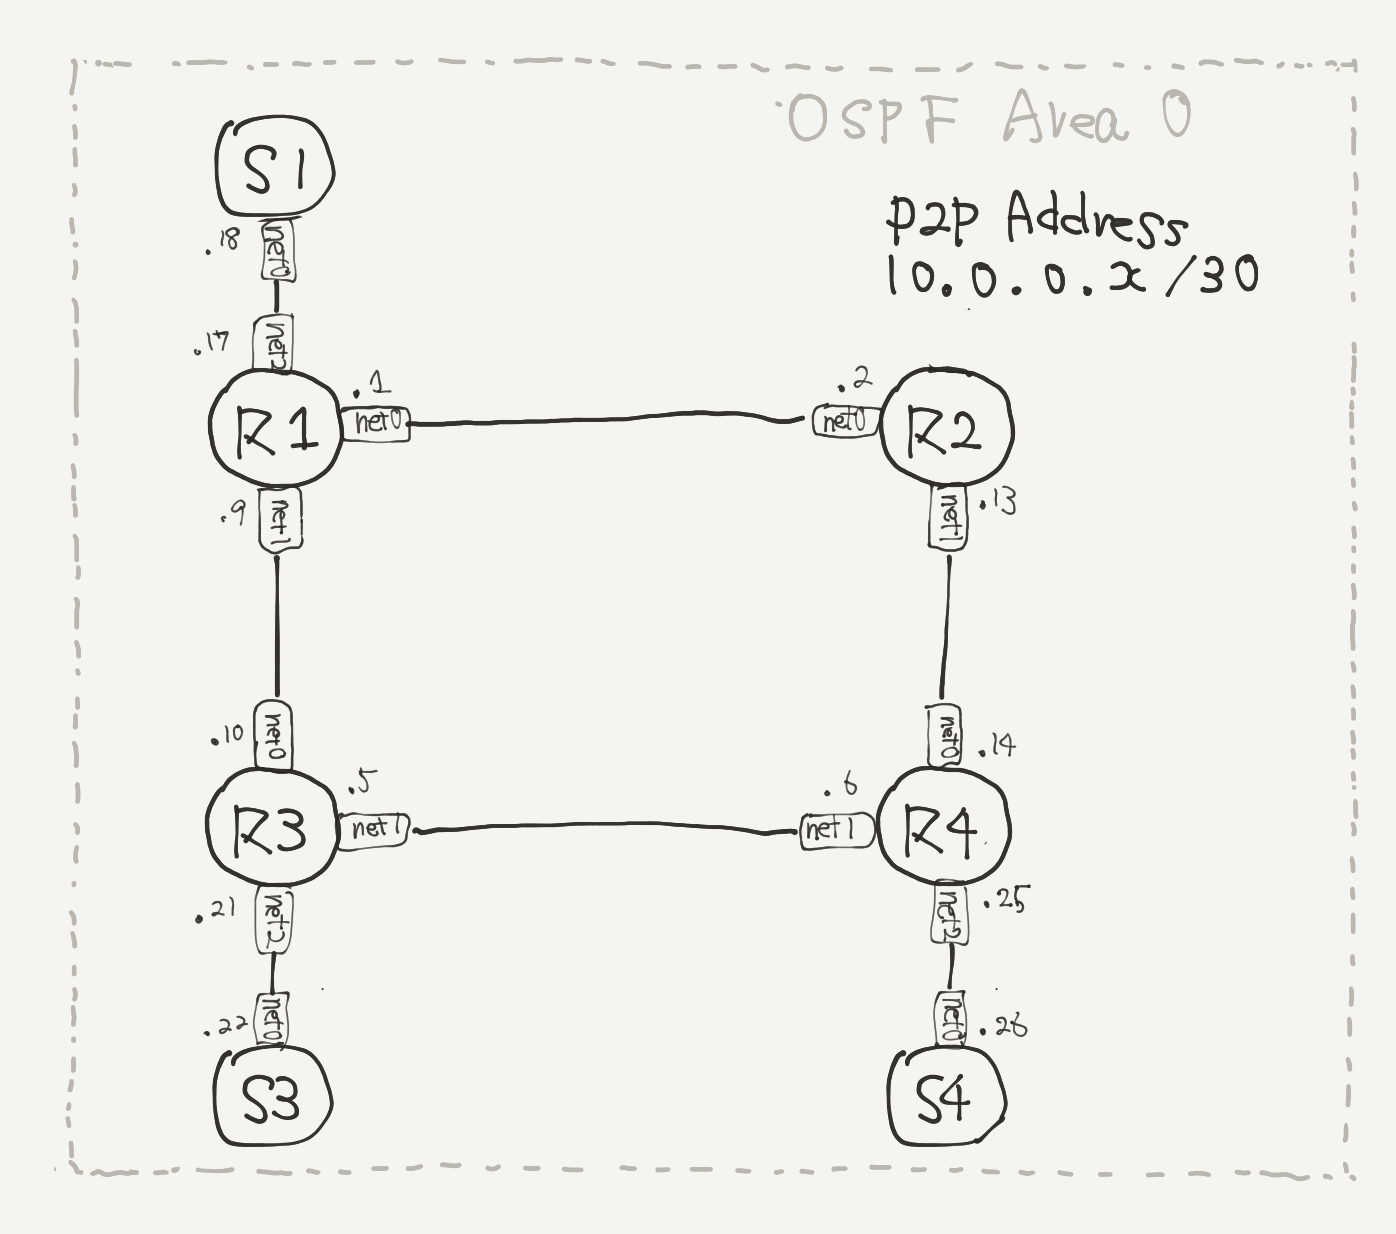 OSPF Area 0
S1
P2P Address
10.0.0.x/30
.18
net0
.17
net2
R1
.1
net0
.2
net0
R2
.9
net1
.13
net1
.10
net0
.14
net0
R3
.5
net1
.6
net1
R4
.21
net2
.25
net2
.22
net0
.26
net0
S3
S4